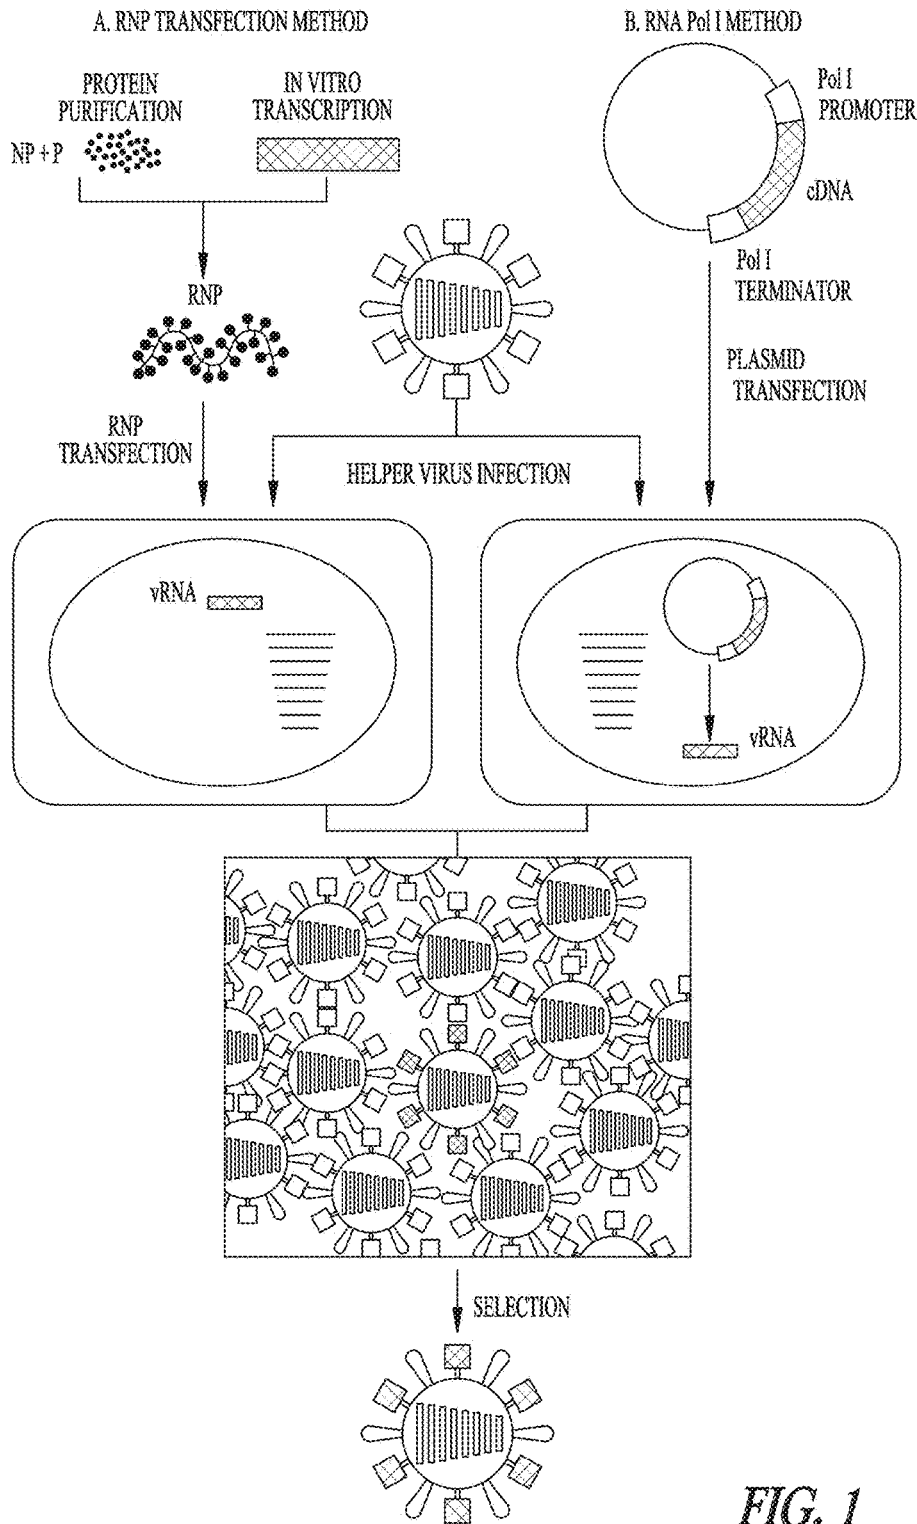 A. RNP TRANSFECTION METHOD
B. RNA Pol I METHOD
PROTEIN
PURIFICATION
IN VITRO
TRANSCRIPTION
NP + P
Pol I
PROMOTER
cDNA
Pol I
TERMINATOR
RNP
PLASMID
TRANSFECTION
RNP
TRANSFECTION
HELPER VIRUS INFECTION
vRNA
vRNA
SELECTION
FIG. 1